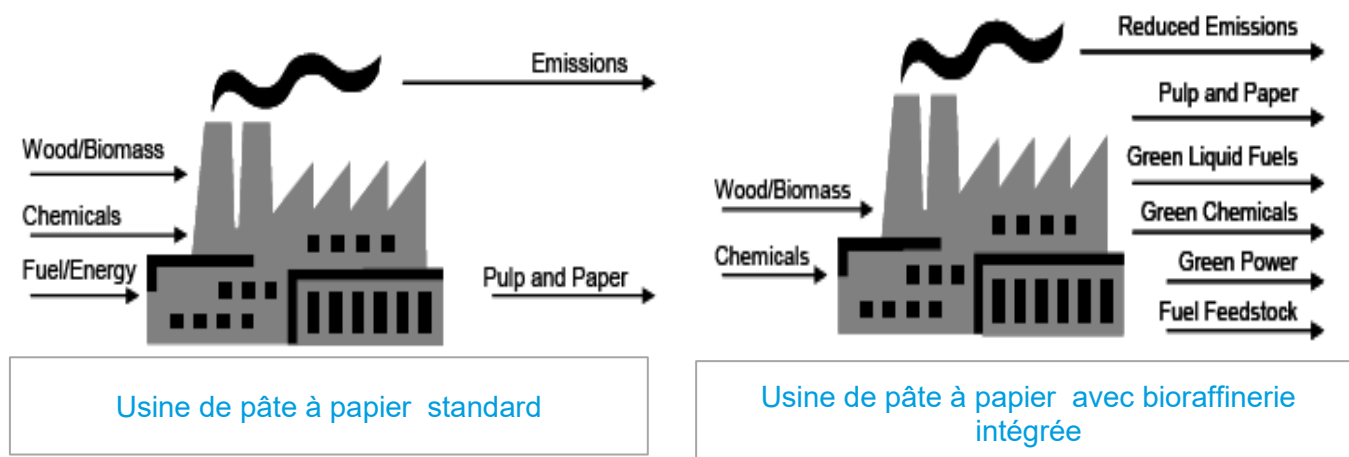 Emissions
Wood/Biomass
Chemicals
Fuel/Energy
Pulp and Paper
Usine de pâte à papier standard
Reduced Emissions
Pulp and Paper
Green Liquid Fuels
Wood/Biomass
Green Chemicals
Chemicals
Green Power
Fuel Feedstock
Usine de pâte à papier avec bioraffinerie
intégrée